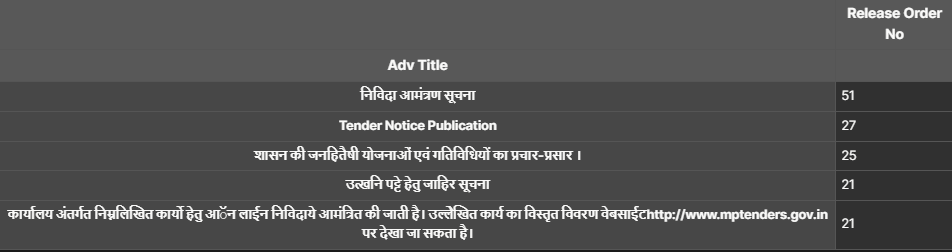 Release Order
No
Adv Title
निविदा आमंत्रण सूचना
51
Tender Notice Publication
27
शासन की जनहितैषी योजनाओं एवं गतिविधियों का प्रचार-प्रसार ।
25
उत्खनि पट्टे हेतु जाहिर सूचना
21
कार्यालय अंतर्गत निम्नलिखित कार्यो हेतु आॅन लाईन निविदाये आमंत्रित की जाती है। उल्लेखित कार्य का विस्तृत विवरण वेबसाईटhttp://www.mptenders.gov.in
पर देखा जा सकता है।
21